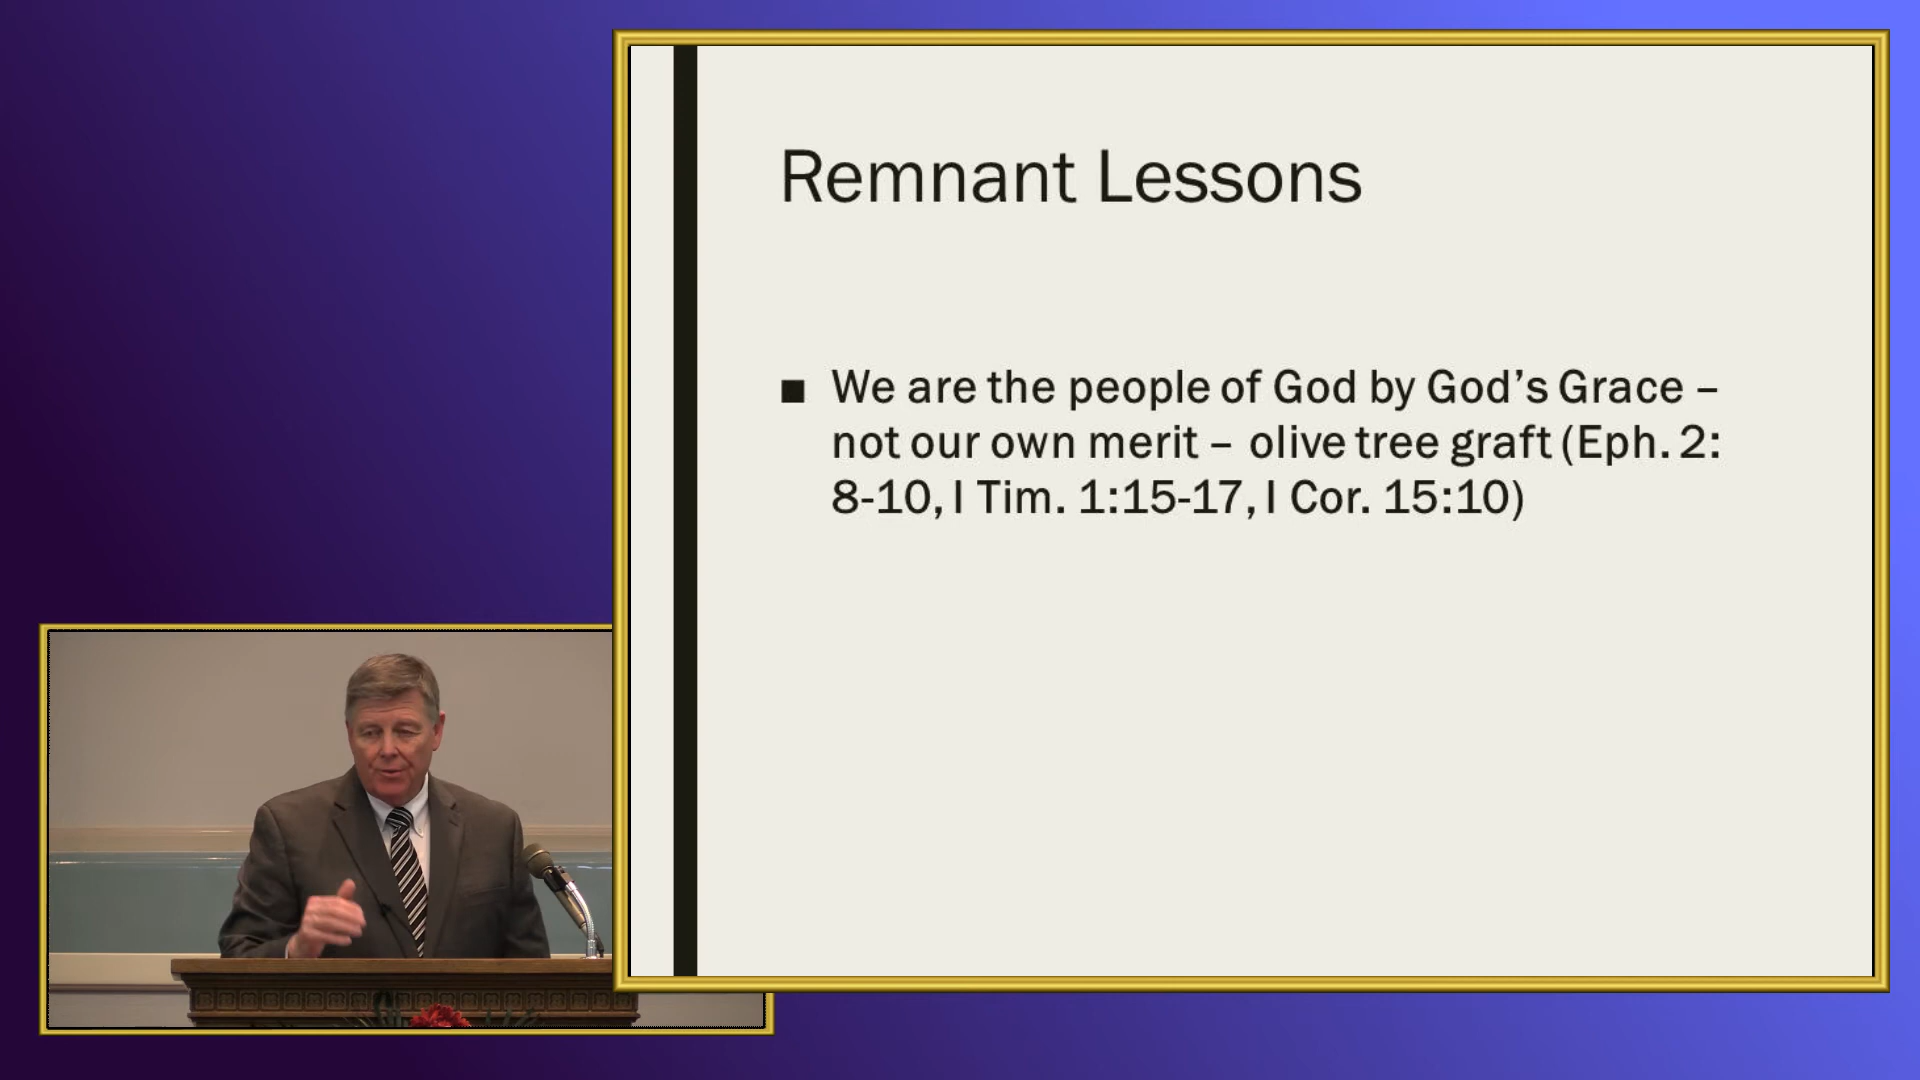 Remnant Lessons
■ We are the people of God by God’s Grace –
not our own merit – olive tree graft (Eph. 2:
8-10, I Tim. 1:15-17, I Cor. 15:10)